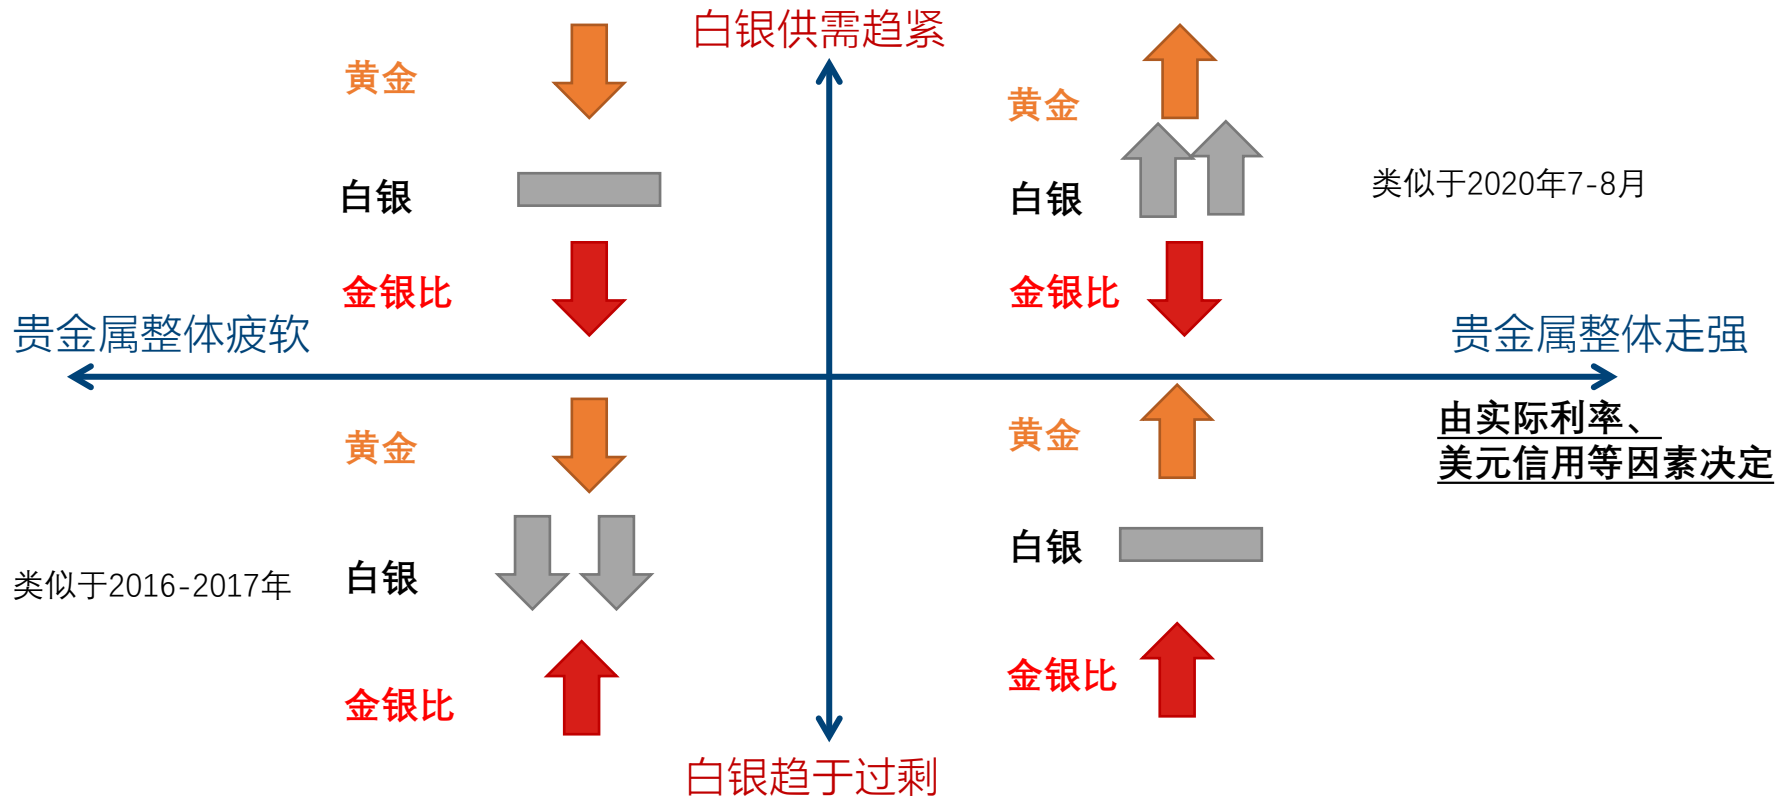 白银供需趋紧
黄金
白银
金银比
黄金
白银
金银比
类似于2020年7-8月
贵金属整体疲软
贵金属整体走强
由实际利率、
美元信用等因素决定
黄金
白银
金银比
类似于2016-2017年
黄金
白银
金银比
白银趋于过剩